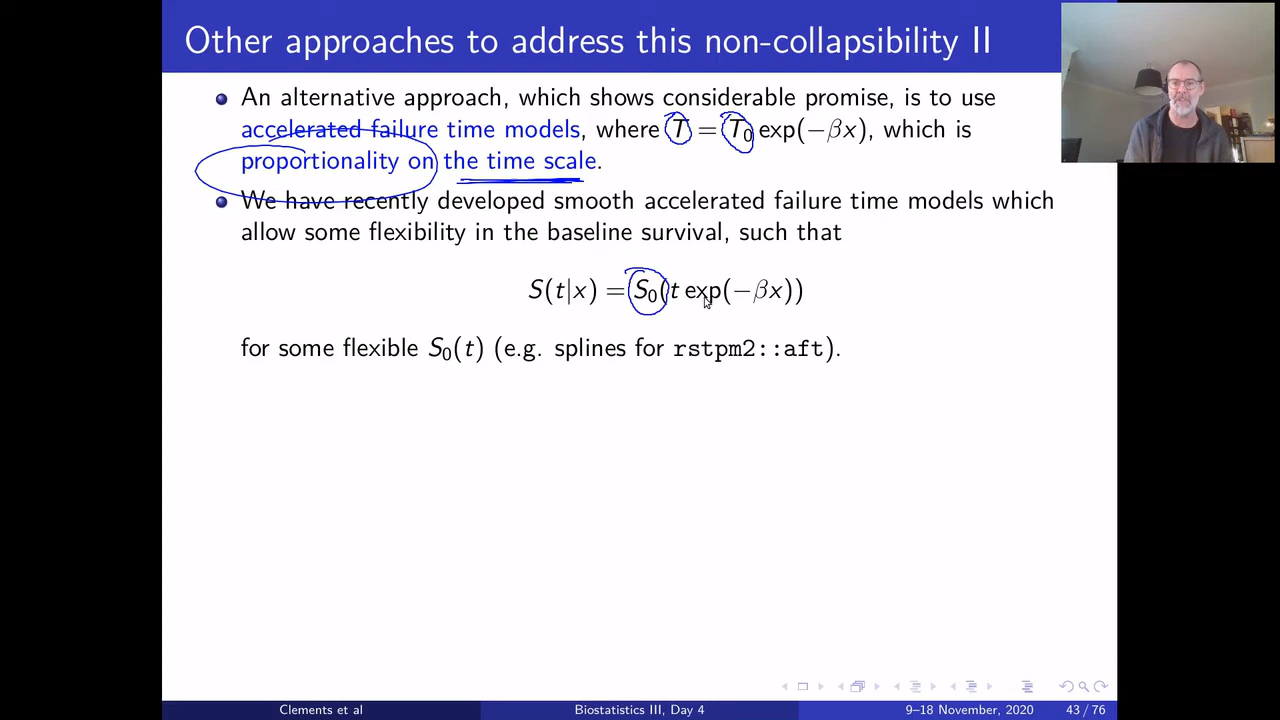 Other approaches to address this non-collapsibility II
An alternative approach, which shows considerable promise, is to use
accelerated failure time models, where T = T₀ exp(−βx), which is
proportionality on the time scale.
We have recently developed smooth accelerated failure time models which
allow some flexibility in the baseline survival, such that
S(t|x) = S₀(t exp(−βx))
for some flexible S₀(t) (e.g. splines for rstpm2::aft).
Clements et al
Biostatistics III, Day 4
9–18 November, 2020
43 / 76